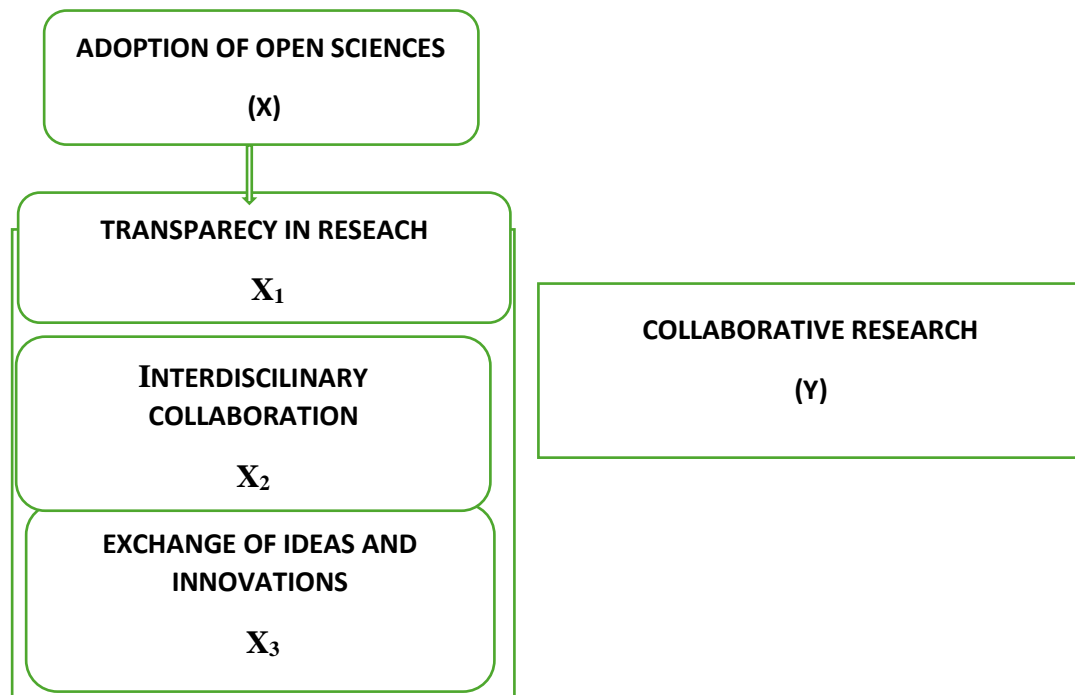 ADOPTION OF OPEN SCIENCES
(X)
TRANSPARECY IN RESEACH
X₁
INTERDISCILINARY
COLLABORATION
X₂
EXCHANGE OF IDEAS AND
INNOVATIONS
X₃
COLLABORATIVE RESEARCH
(Y)